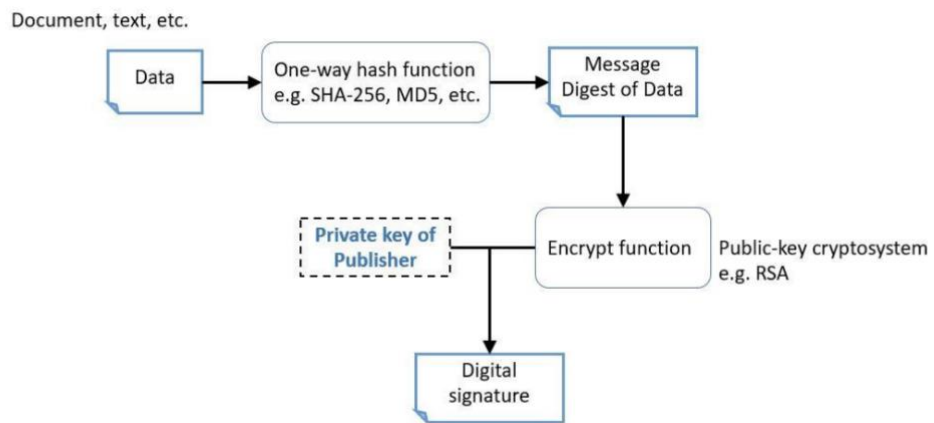 Document, text, etc.
Data
One-way hash function
e.g. SHA-256, MD5, etc.
Message
Digest of Data
Private key of
Publisher
Encrypt function
Public-key cryptosystem
e.g. RSA
Digital
signature